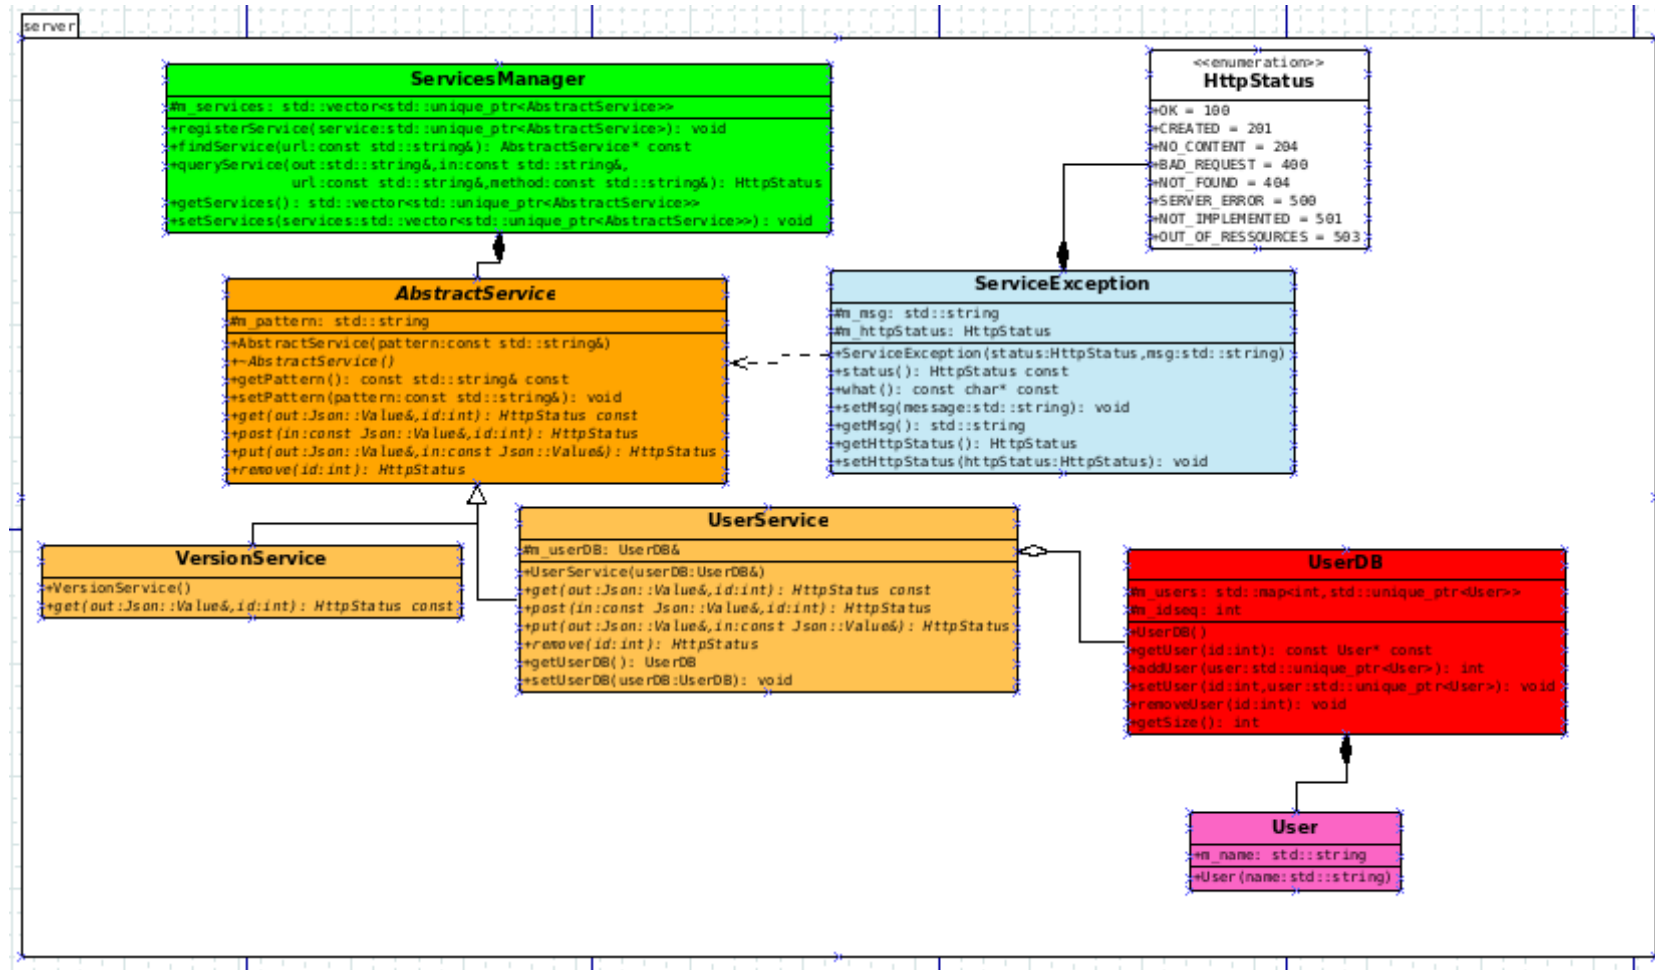 server
ServicesManager
#m_services: std::vector<std::unique_ptr<AbstractService>>
+registerService(service:std::unique_ptr<AbstractService>): void
+findService(url:const std::string&): AbstractService* const
+queryService(out:std::string&,in:const std::string&,
url:const std::string&,method:const std::string&): HttpStatus
+getServices(): std::vector<std::unique_ptr<AbstractService>>
+setServices(services:std::vector<std::unique_ptr<AbstractService>>): void
<<enumeration>>
HttpStatus
+OK = 100
+CREATED = 201
+NO_CONTENT = 204
+BAD_REQUEST = 400
+NOT_FOUND = 404
+SERVER_ERROR = 500
+NOT_IMPLEMENTED = 501
+OUT_OF_RESSOURCES = 503
AbstractService
#m_pattern: std::string
+AbstractService(pattern:const std::string&)
+~AbstractService()
+getPattern(): const std::string& const
+setPattern(pattern:const std::string&): void
+get(out:Json::Value&,id:int): HttpStatus const
+post(in:const Json::Value&,id:int): HttpStatus
+put(out:Json::Value&,in:const Json::Value&): HttpStatus
+remove(id:int): HttpStatus
ServiceException
#m_msg: std::string
#m_httpStatus: HttpStatus
+ServiceException(status:HttpStatus,msg:std::string)
+status(): HttpStatus const
+what(): const char* const
+setMsg(message:std::string): void
+getMsg(): std::string
+getHttpStatus(): HttpStatus
+setHttpStatus(httpStatus:HttpStatus): void
VersionService
+VersionService()
+get(out:Json::Value&,id:int): HttpStatus const
UserService
#m_userDB: UserDB&
+UserService(userDB:UserDB&)
+get(out:Json::Value&,id:int): HttpStatus const
+post(in:const Json::Value&,id:int): HttpStatus
+put(out:Json::Value&,in:const Json::Value&): HttpStatus
+remove(id:int): HttpStatus
+getUserDB(): UserDB
+setUserDB(userDB:UserDB): void
UserDB
#m_users: std::map<int,std::unique_ptr<User>>
#m_idseq: int
+UserDB()
+getUser(id:int): const User* const
+addUser(user:std::unique_ptr<User>): int
+setUser(id:int,user:std::unique_ptr<User>): void
+removeUser(id:int): void
+getSize(): int
User
+m_name: std::string
+User(name:std::string)